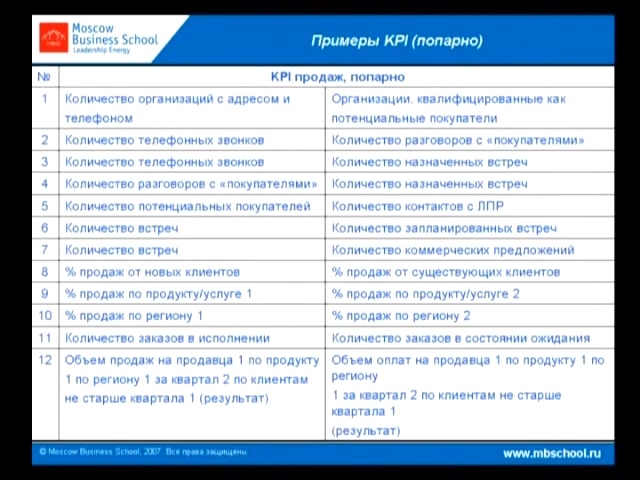 Moscow
Business School
Leadership Energy
Примеры KPI (попарно)
№ KPI продаж, попарно
1 Количество организаций с адресом и телефоном Организации, квалифицированные как потенциальные покупатели
2 Количество телефонных звонков Количество разговоров с «покупателями»
3 Количество телефонных звонков Количество назначенных встреч
4 Количество разговоров с «покупателями» Количество назначенных встреч
5 Количество потенциальных покупателей Количество контактов с ЛПР
6 Количество встреч Количество запланированных встреч
7 Количество встреч Количество коммерческих предложений
8 % продаж от новых клиентов % продаж от существующих клиентов
9 % продаж по продукту/услуге 1 % продаж по продукту/услуге 2
10 % продаж по региону 1 % продаж по региону 2
11 Количество заказов в исполнении Количество заказов в состоянии ожидания
12 Объем продаж на продавца 1 по продукту
1 по региону 1 за квартал 2 по клиентам
не старше квартала 1 (результат)
Объем оплат на продавца 1 по продукту 1 по
региону
1 за квартал 2 по клиентам не старше
квартала 1
(результат)
© Moscow Business School, 2007 Все права защищены
www.mbschool.ru